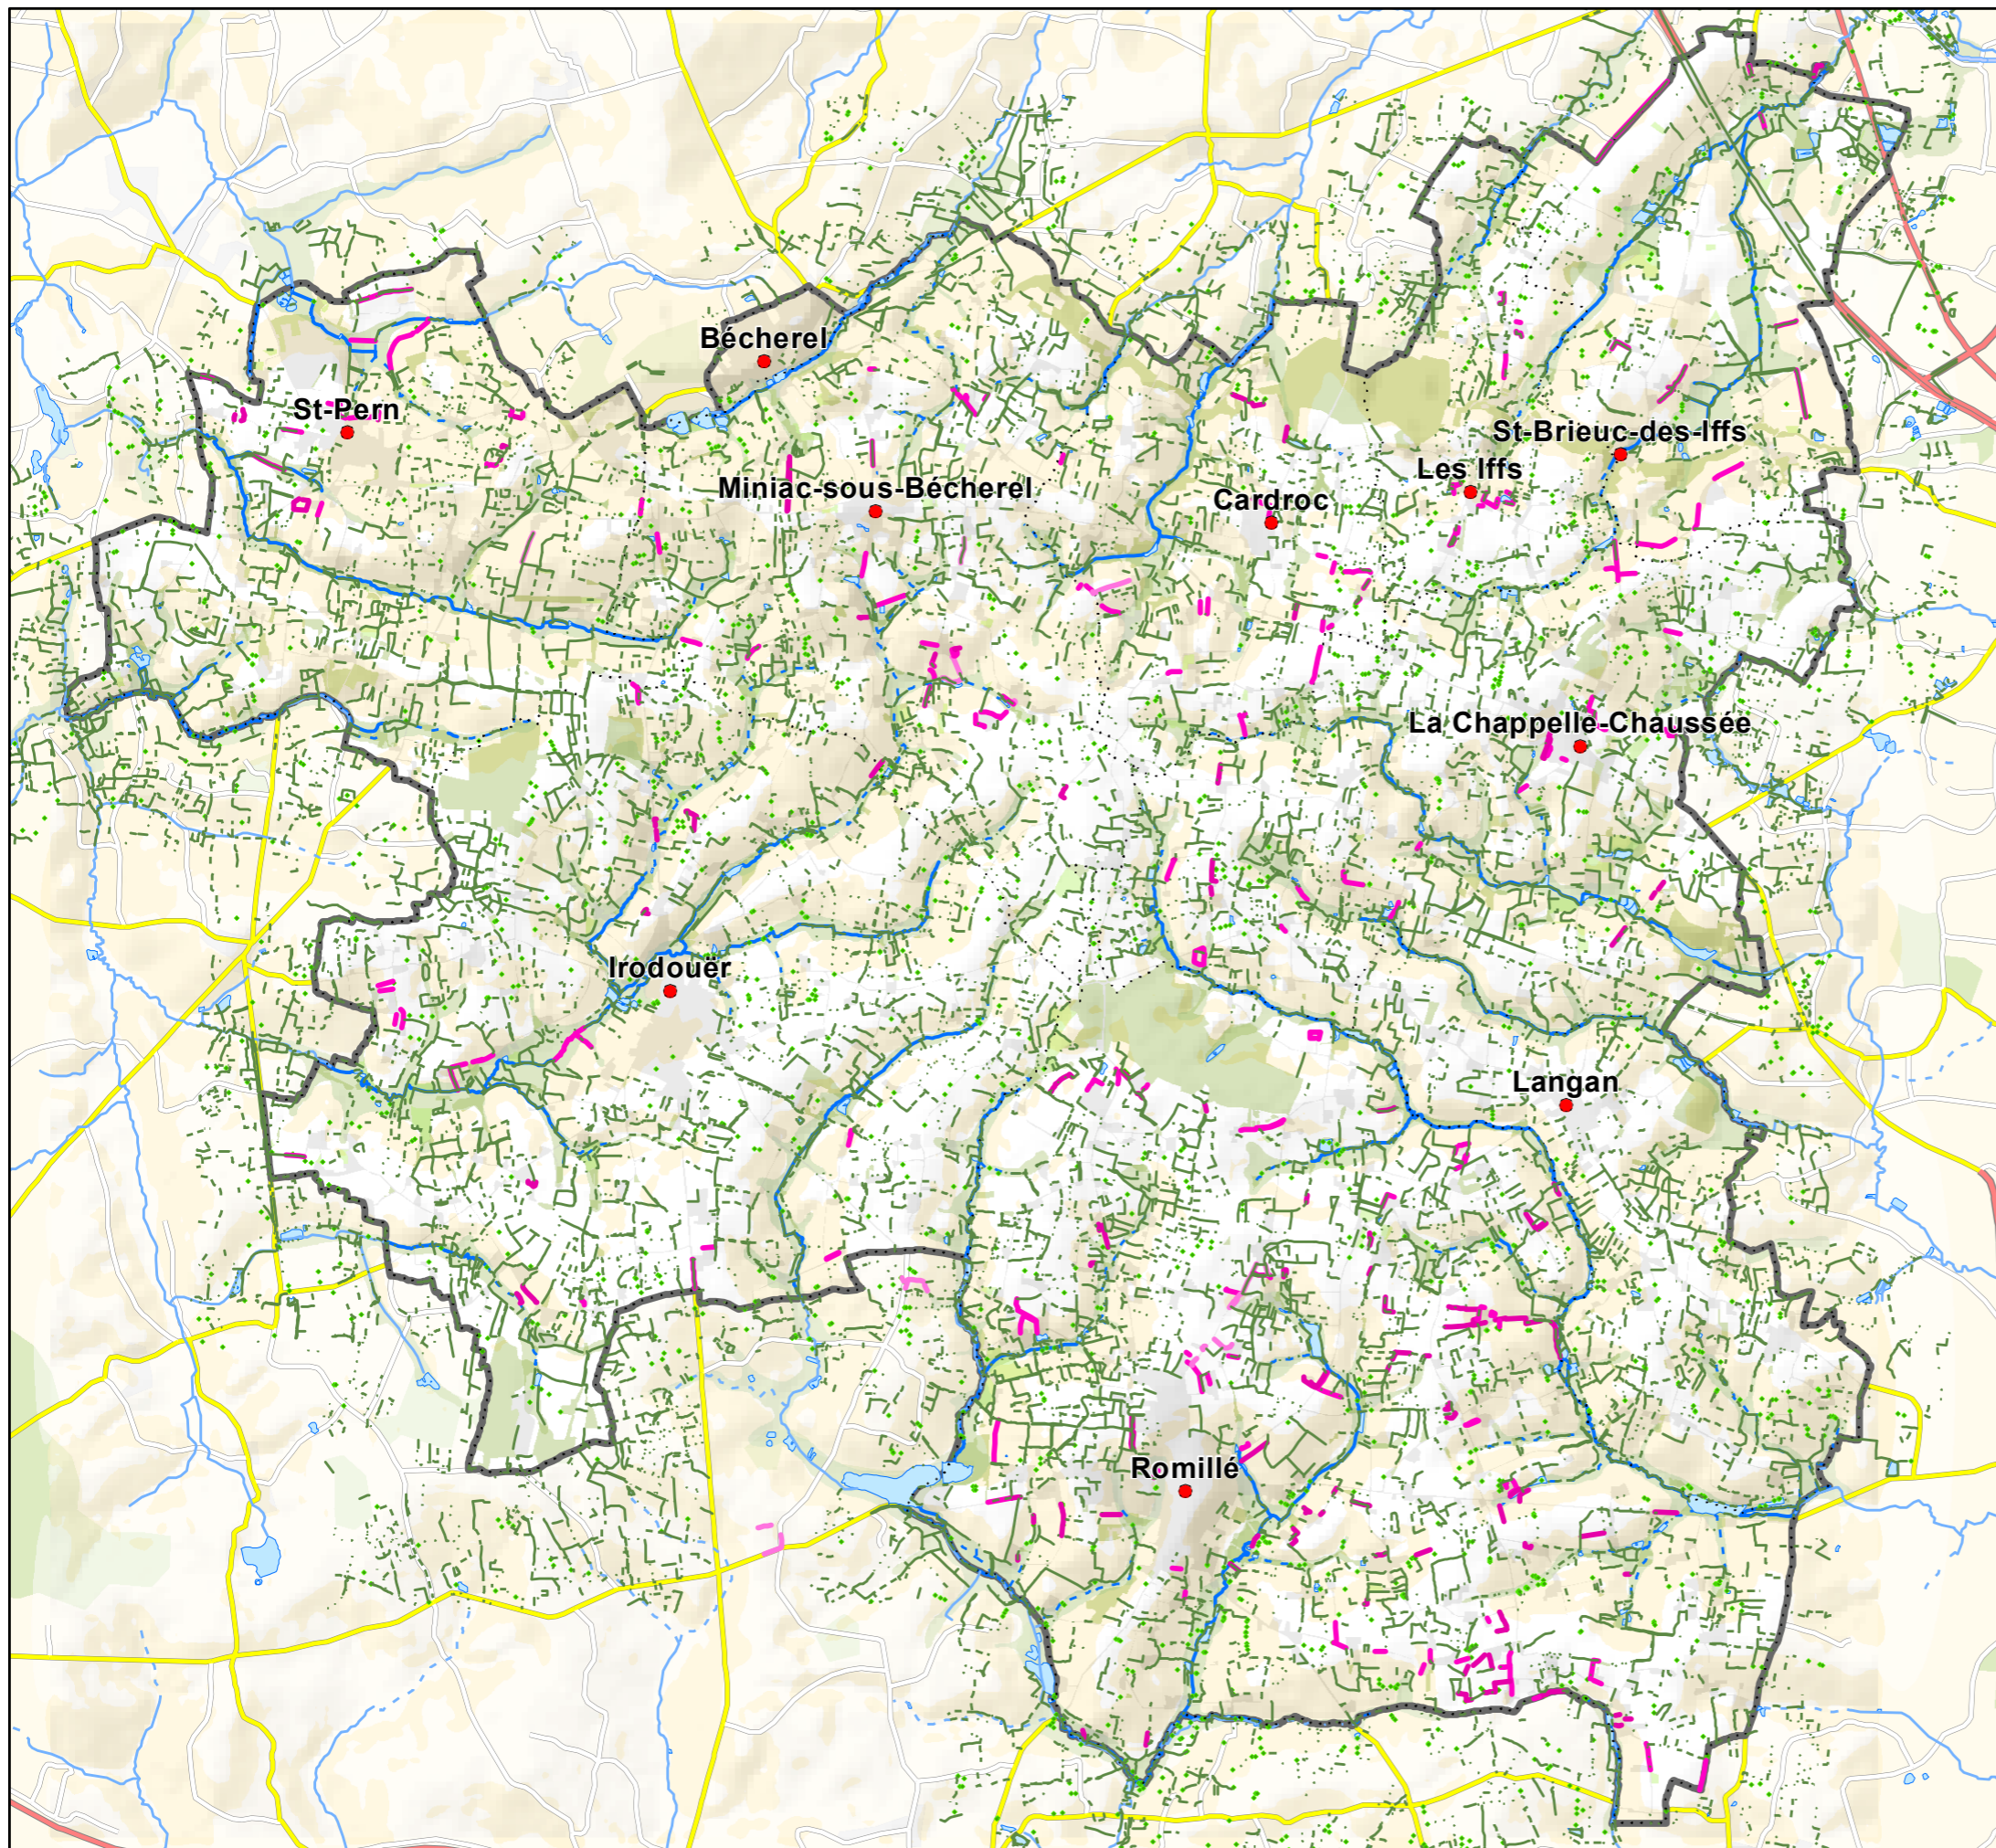 Bécherel
St-Pern
St-Brieuc-des-Iffs
Les Iffs
Miniac-sous-Bécherel
Cardroc
La Chappelle-Chaussée
Irodouër
Langan
Romillé